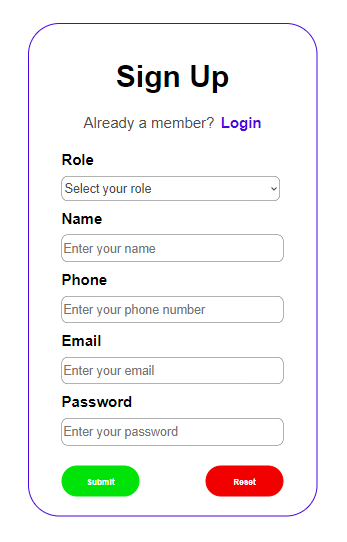 Sign Up
Already a member? Login
Role
Select your role
Name
Enter your name
Phone
Enter your phone number
Email
Enter your email
Password
Enter your password
Submit Reset